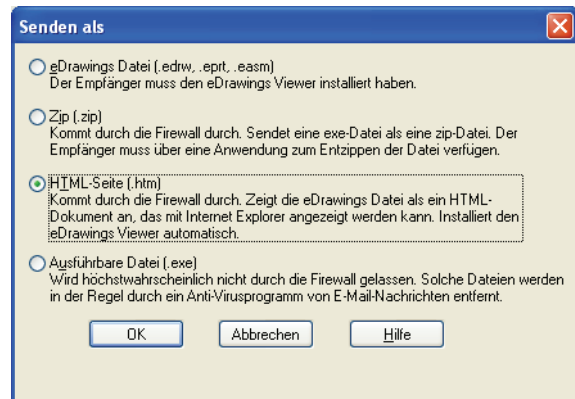 Senden als
eDrawings Datei (.edrw, .eprt, .easm)
Der Empfänger muss den eDrawings Viewer installiert haben.
Zip (.zip)
Kommt durch die Firewall durch. Sendet eine exe-Datei als eine zip-Datei. Der
Empfänger muss über eine Anwendung zum Entzippen der Datei verfügen.
HTML-Seite (.htm)
Kommt durch die Firewall durch. Zeigt die eDrawings Datei als ein HTML-
Dokument an, das mit Internet Explorer angezeigt werden kann. Installiert den
eDrawings Viewer automatisch.
Ausführbare Datei (.exe)
Wird höchstwahrscheinlich nicht durch die Firewall gelassen. Solche Dateien werden
in der Regel durch ein Anti-Virusprogramm von E-Mail-Nachrichten entfernt.
OK Abbrechen Hilfe